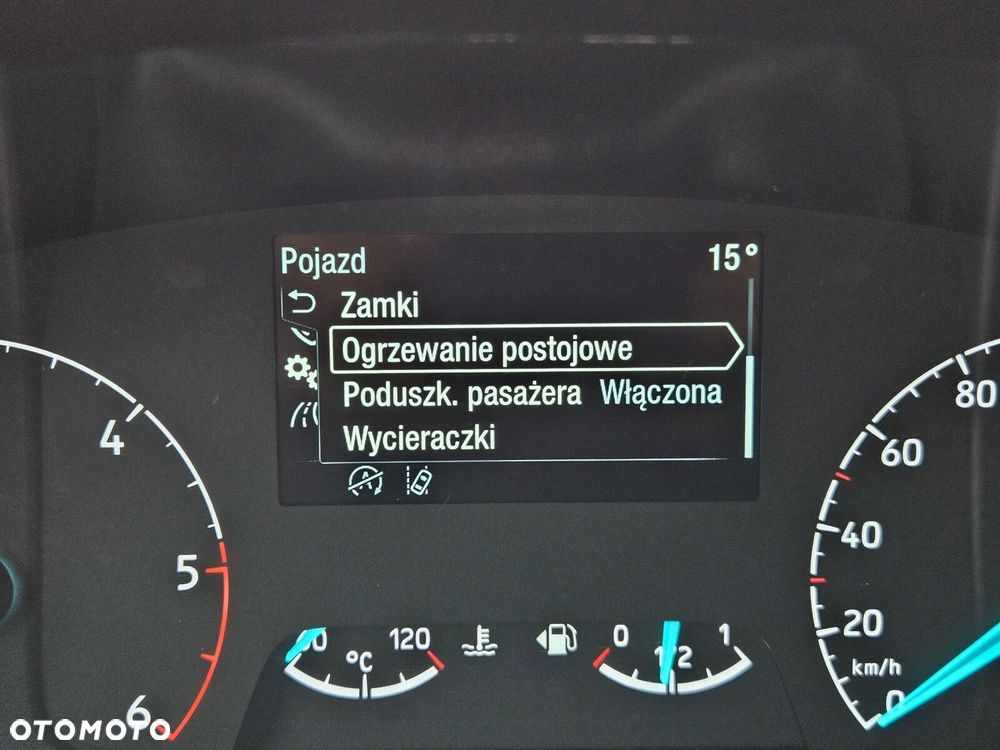 Pojazd 15°
Zamki
Ogrzewanie postojowe
Poduszk. pasażera Włączona
Wycieraczki
4
5
6
80
60
40
20
km/h
0
120
°C
0
1/2
1
OTOMOTO